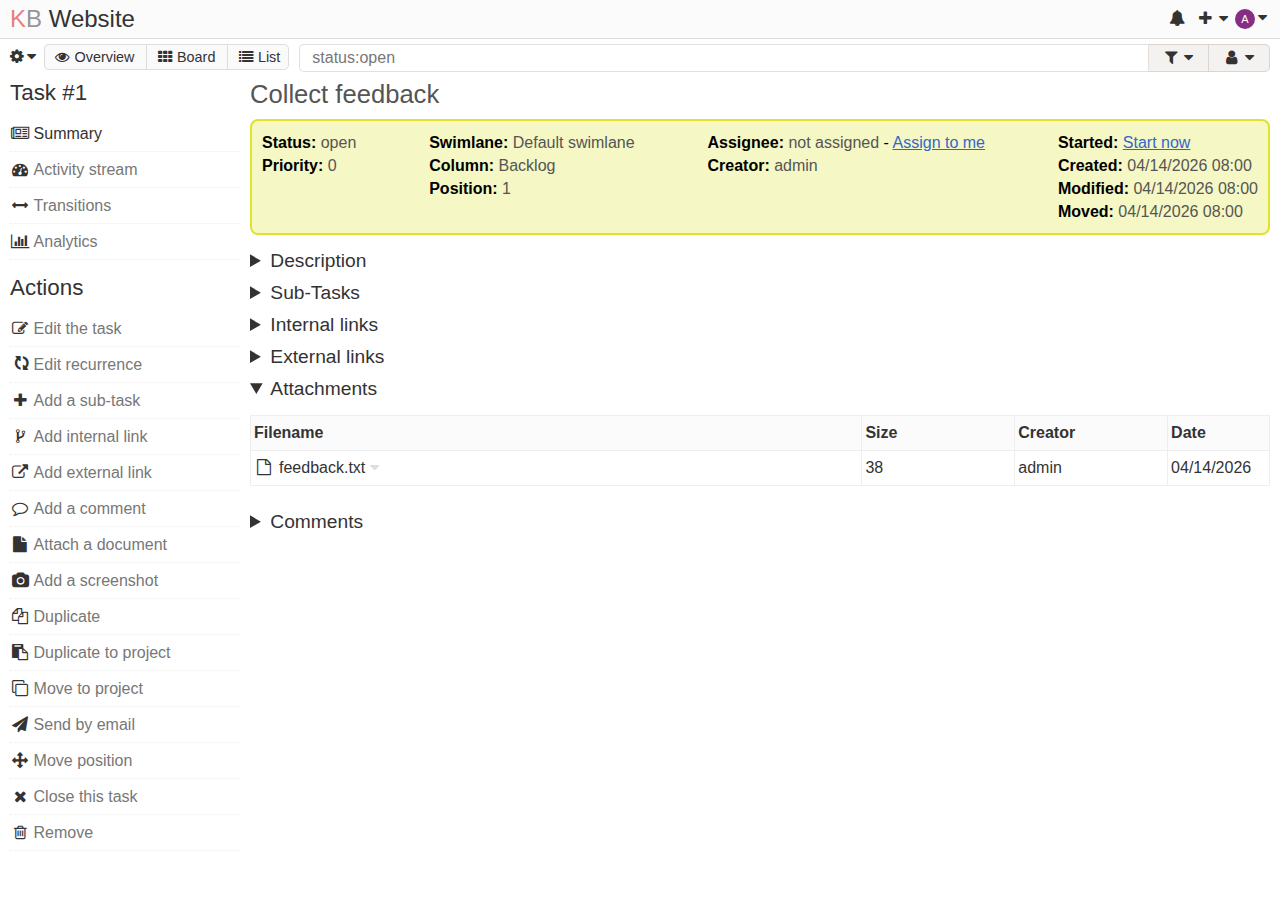 KB Website
A
Overview Board List status:open
Task #1
Summary
Activity stream
Transitions
Analytics
Actions
Edit the task
Edit recurrence
Add a sub-task
Add internal link
Add external link
Add a comment
Attach a document
Add a screenshot
Duplicate
Duplicate to project
Move to project
Send by email
Move position
Close this task
Remove
Collect feedback
Status: open
Priority: 0
Swimlane: Default swimlane
Column: Backlog
Position: 1
Assignee: not assigned - Assign to me
Creator: admin
Started: Start now
Created: 04/14/2026 08:00
Modified: 04/14/2026 08:00
Moved: 04/14/2026 08:00
Description
Sub-Tasks
Internal links
External links
Attachments
Filename Size Creator Date
feedback.txt 38 admin 04/14/2026
Comments